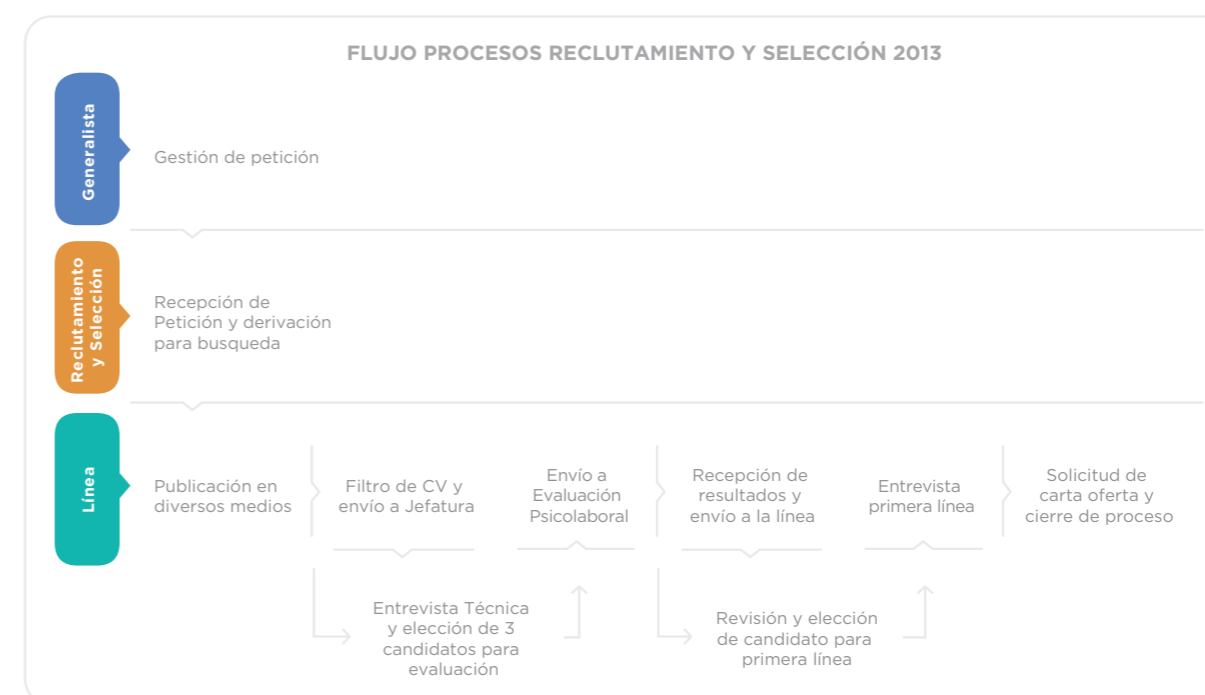 FLUJO PROCESOS RECLUTAMIENTO Y SELECCIÓN 2013
Generalista
Gestión de petición
Reclutamiento
y Selección
Recepción de
Petición y derivación
para busqueda
Línea
Publicación en
diversos medios
Filtro de CV y
envío a Jefatura
Entrevista Técnica
y elección de 3
candidatos para
evaluación
Envío a
Evaluación
Psicolaboral
Recepción de
resultados y
envío a la línea
Revisión y elección
de candidato para
primera línea
Entrevista
primera línea
Solicitud de
carta oferta y
cierre de proceso